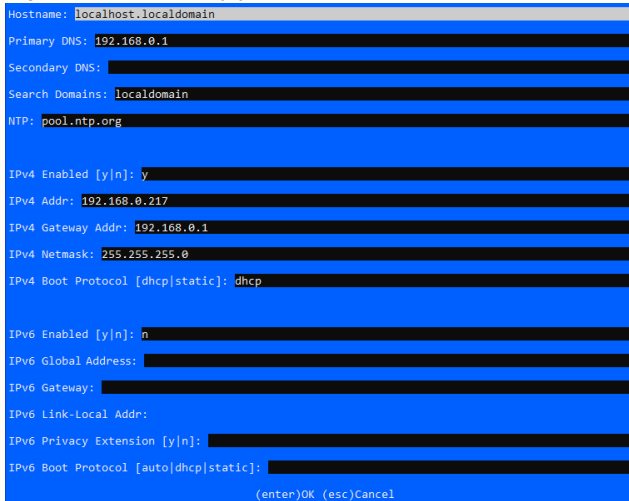 Hostname: localhost.localdomain
Primary DNS: 192.168.0.1
Secondary DNS:
Search Domains: localdomain
NTP: pool.ntp.org
IPv4 Enabled [y|n]: y
IPv4 Addr: 192.168.0.217
IPv4 Gateway Addr: 192.168.0.1
IPv4 Netmask: 255.255.255.0
IPv4 Boot Protocol [dhcp|static]: dhcp
IPv6 Enabled [y|n]: n
IPv6 Global Address:
IPv6 Gateway:
IPv6 Link-Local Addr:
IPv6 Privacy Extension [y|n]:
IPv6 Boot Protocol [auto|dhcp|static]:
(enter)OK (esc)Cancel